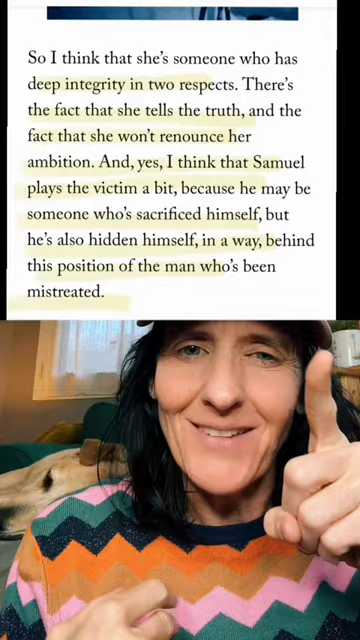 So I think that she’s someone who has
deep integrity in two respects. There’s
the fact that she tells the truth, and the
fact that she won’t renounce her
ambition. And, yes, I think that Samuel
plays the victim a bit, because he may be
someone who’s sacrificed himself, but
he’s also hidden himself, in a way, behind
this position of the man who’s been
mistreated.